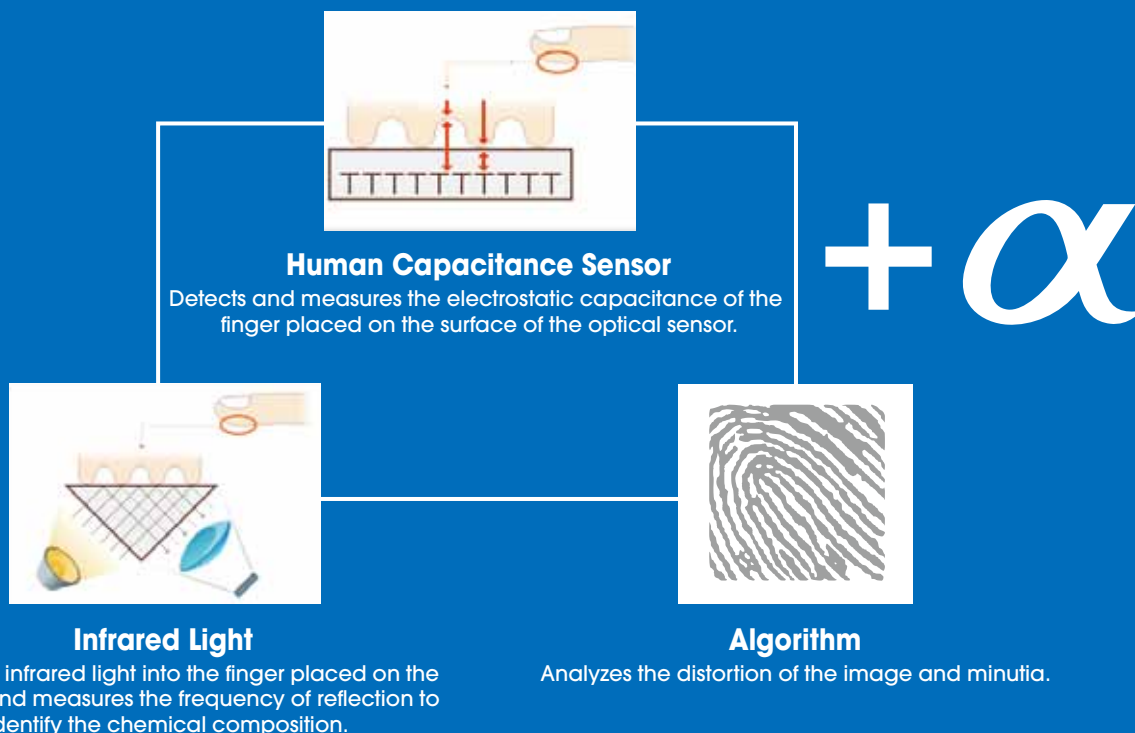 +α
Human Capacitance Sensor
Detects and measures the electrostatic capacitance of the
finger placed on the surface of the optical sensor.
Infrared Light
infrared light into the finger placed on the
measures the frequency of reflection to
the chemical composition.
Algorithm
Analyzes the distortion of the image and minutia.